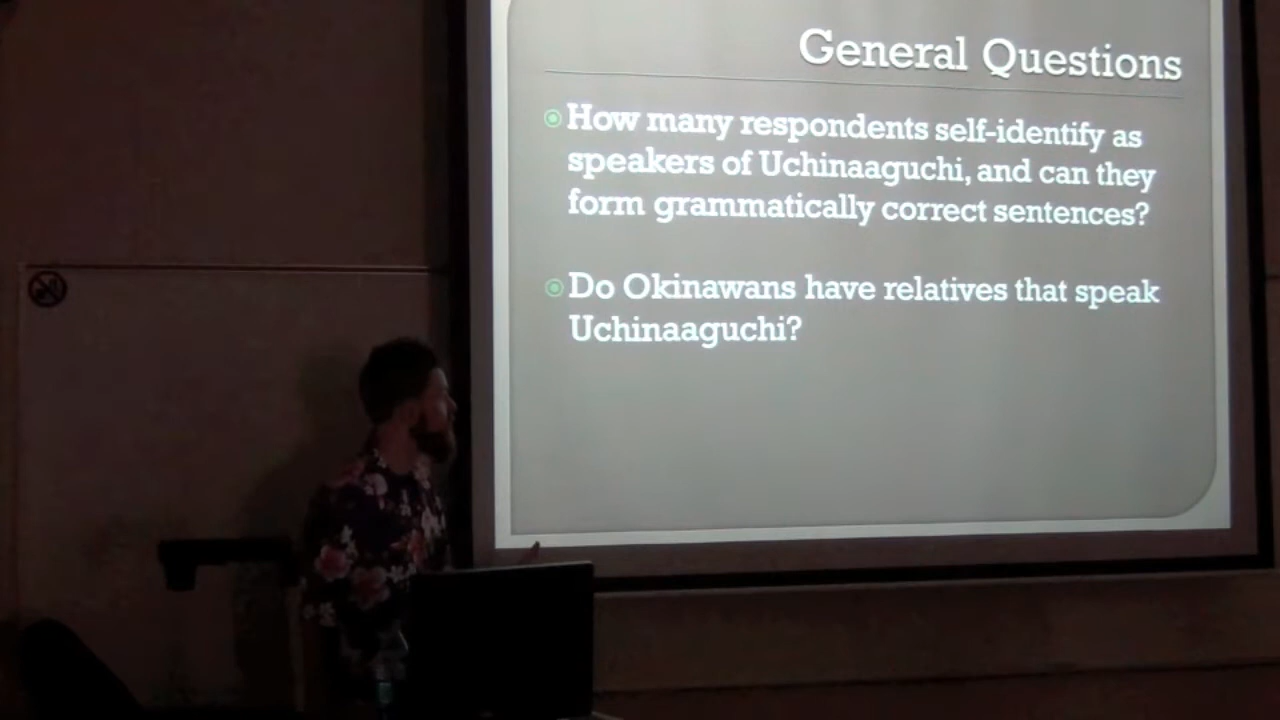 General Questions
How many respondents self-identify as
speakers of Uchinaaguchi, and can they
form grammatically correct sentences?
Do Okinawans have relatives that speak
Uchinaaguchi?